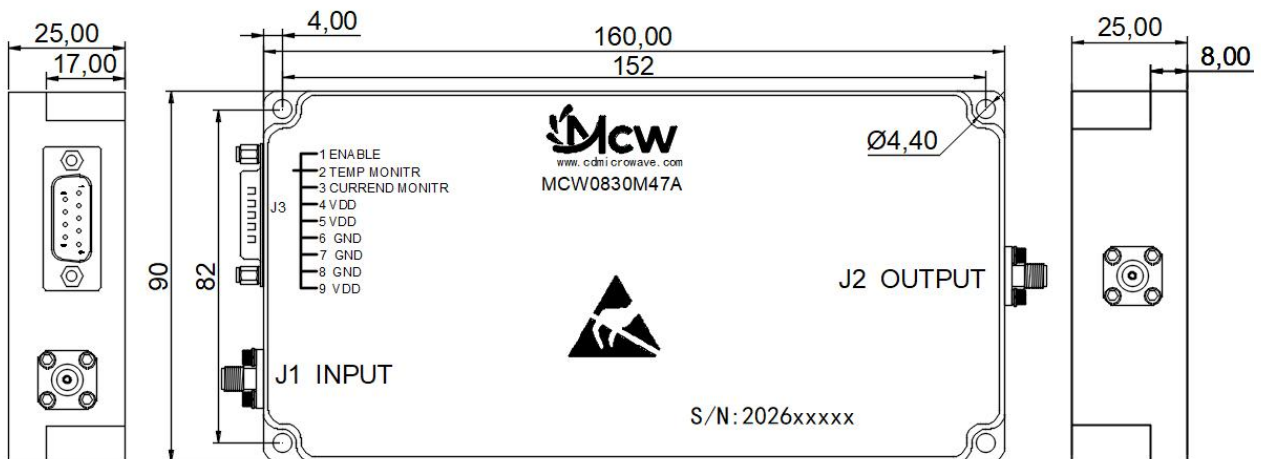 25,00
17,00
4,00
160,00
152
25,00
8,00
Ø4,40
90
82
MCW
www.cdmicrowave.com
MCW0830M47A
J3
1 ENABLE
2 TEMP MONITR
3 CURREND MONITR
4 VDD
5 VDD
6 GND
7 GND
8 GND
9 VDD
J2 OUTPUT
J1 INPUT
S/N:2026xxxxx